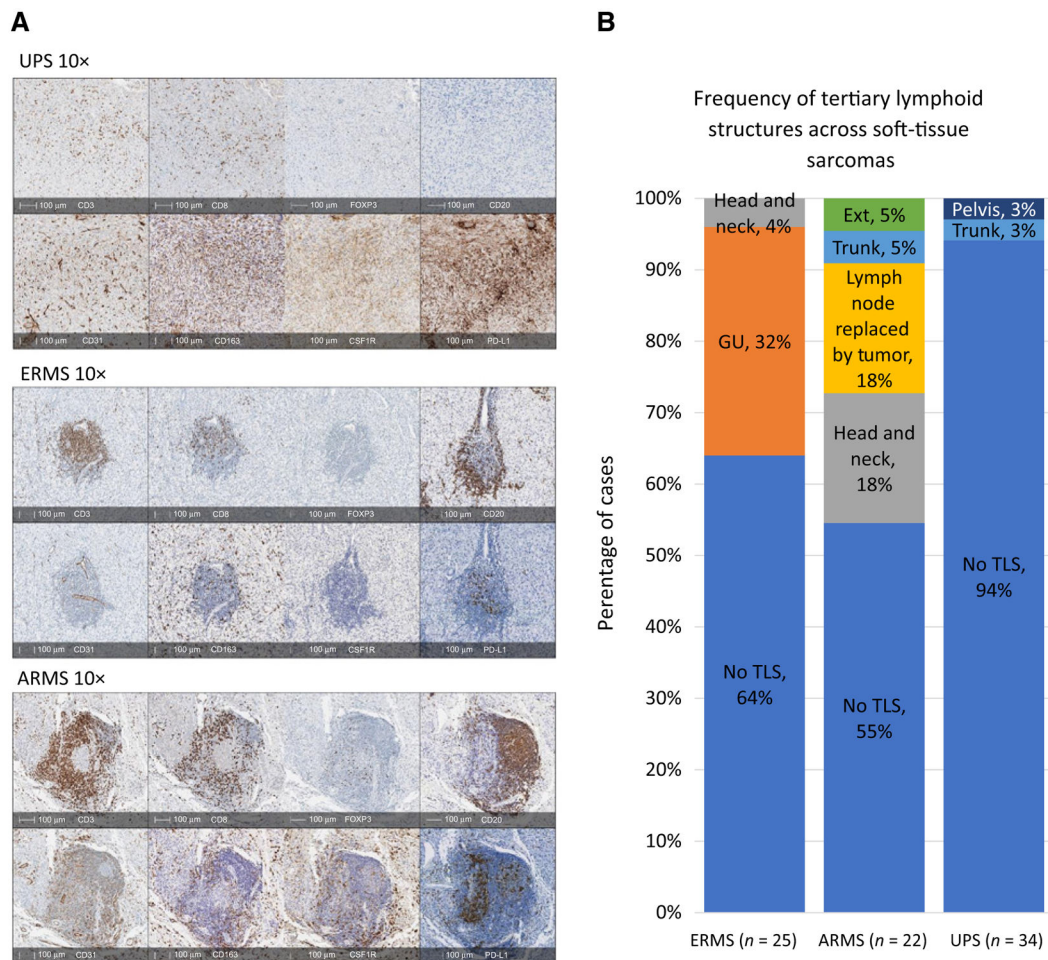 A
UPS 10×
100 μm CD3
100 μm CD8
100 μm FOXP3
100 μm CD20
100 μm CD31
100 μm CD163
100 μm CSF1R
100 μm PD-L1
ERMS 10×
100 μm CD3
100 μm CD8
100 μm FOXP3
100 μm CD20
100 μm CD31
100 μm CD163
100 μm CSF1R
100 μm PD-L1
ARMS 10×
100 μm CD3
100 μm CD8
100 μm FOXP3
100 μm CD20
100 μm CD31
100 μm CD163
100 μm CSF1R
100 μm PD-L1
B
Frequency of tertiary lymphoid
structures across soft-tissue
sarcomas
Perentage of cases
100%
90%
80%
70%
60%
50%
40%
30%
20%
10%
0%
Head and
neck, 4%
GU, 32%
No TLS,
64%
Ext, 5%
Trunk, 5%
Lymph
node
replaced
by tumor,
18%
Head and
neck,
18%
No TLS,
55%
Pelvis, 3%
Trunk, 3%
No TLS,
94%
ERMS (n = 25)
ARMS (n = 22)
UPS (n = 34)